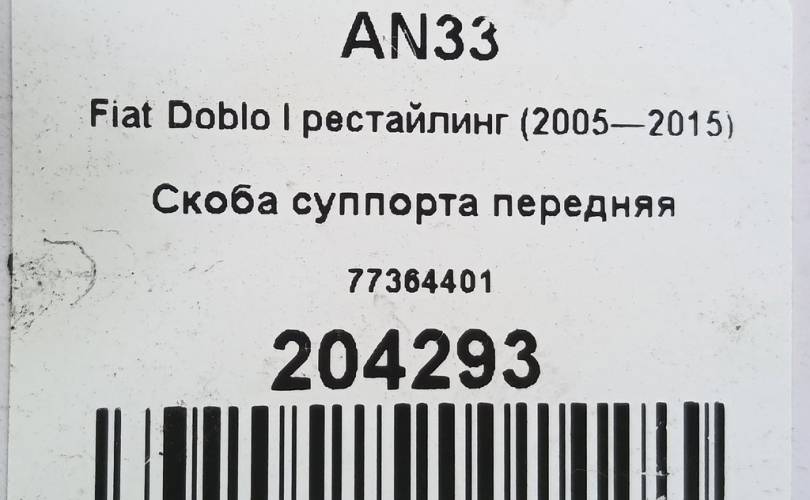 AN33
Fiat Doblo I рестайлинг (2005—2015)
Скоба суппорта передняя
77364401
204293